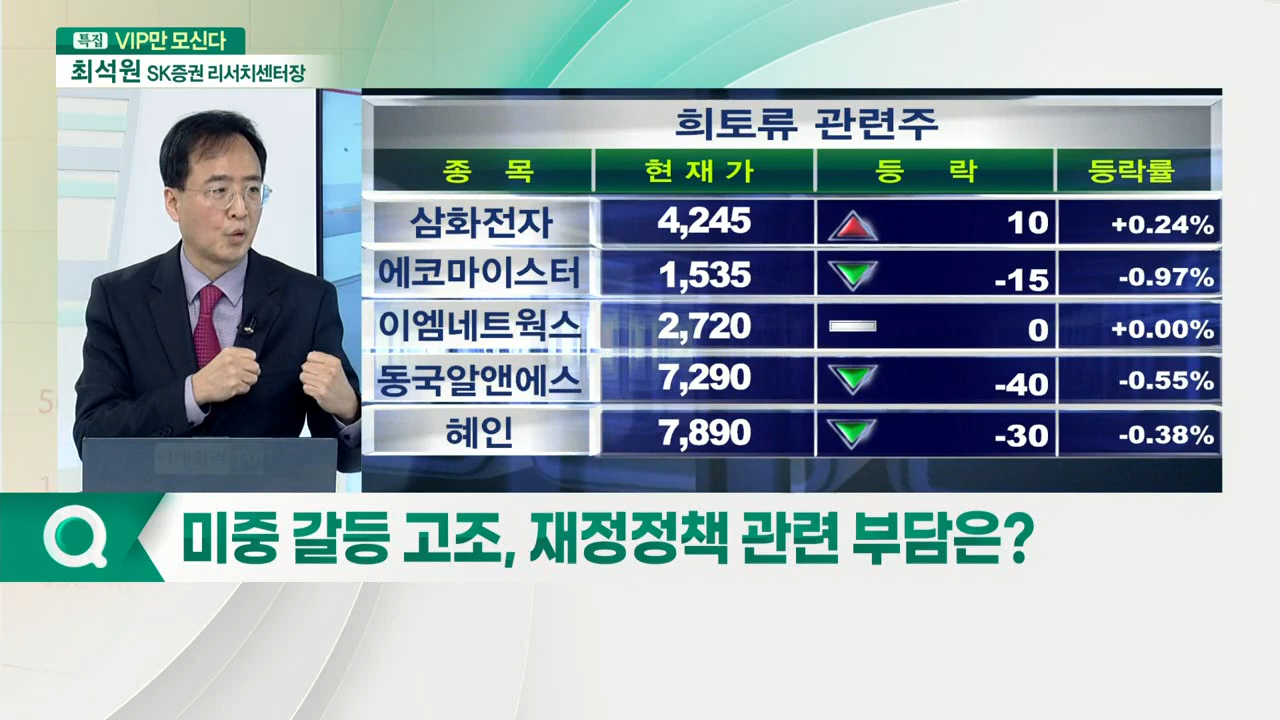 특집 VIP만 모신다
최석원 SK증권 리서치센터장
희토류 관련주
종목 현재가 등락 등락률
삼화전자 4,245 10 +0.24%
에코마이스터 1,535 -15 -0.97%
이엠네트웍스 2,720 0 +0.00%
동국알앤에스 7,290 -40 -0.55%
혜인 7,890 -30 -0.38%
미중 갈등 고조, 재정정책 관련 부담은?